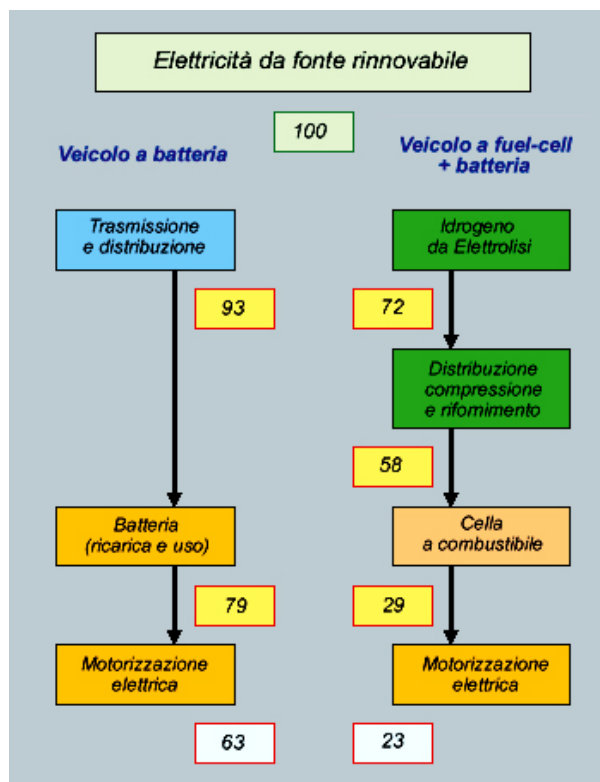 Elettricità da fonte rinnovabile
100
Veicolo a batteria
Veicolo a fuel-cell
+ batteria
Trasmissione
e distribuzione
Idrogeno
da Elettrolisi
93
72
Distribuzione
compressione
e rifornimento
58
Batteria
(ricarica e uso)
Cella
a combustibile
79
29
Motorizzazione
elettrica
Motorizzazione
elettrica
63
23